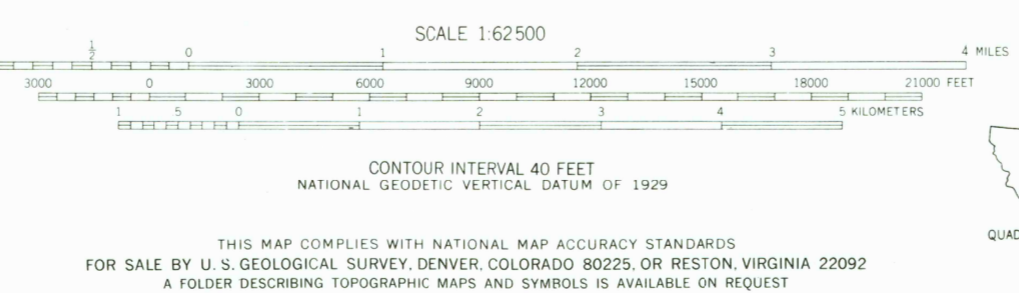 SCALE 1:62500
1/2 0 1 2 3 4 MILES
3000 0 3000 6000 9000 12000 15000 18000 21000 FEET
1 5 0 1 2 3 4 5 KILOMETERS
CONTOUR INTERVAL 40 FEET
NATIONAL GEODETIC VERTICAL DATUM OF 1929
QUAD
THIS MAP COMPLIES WITH NATIONAL MAP ACCURACY STANDARDS
FOR SALE BY U. S. GEOLOGICAL SURVEY, DENVER, COLORADO 80225, OR RESTON, VIRGINIA 22092
A FOLDER DESCRIBING TOPOGRAPHIC MAPS AND SYMBOLS IS AVAILABLE ON REQUEST